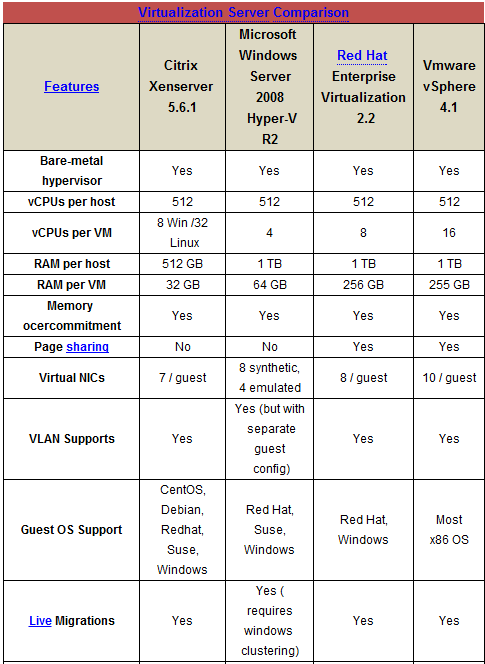 Virtualization Server Comparison
Features
Citrix
Xenserver
5.6.1
Microsoft
Windows
Server
2008
Hyper-V
R2
Red Hat
Enterprise
Virtualization
2.2
Vmware
vSphere
4.1
Bare-metal
hypervisor
Yes
Yes
Yes
Yes
vCPUs per host
512
512
512
512
vCPUs per VM
8 Win /32
Linux
4
8
16
RAM per host
512 GB
1 TB
1 TB
1 TB
RAM per VM
32 GB
64 GB
256 GB
255 GB
Memory
ocercommitment
Yes
Yes
Yes
Yes
Page sharing
No
No
Yes
Yes
Virtual NICs
7 / guest
8 synthetic,
4 emulated
8 / guest
10 / guest
VLAN Supports
Yes
Yes (but with
separate
guest
config)
Yes
Yes
Guest OS Support
CentOS,
Debian,
Redhat,
Suse,
Windows
Red Hat,
Suse,
Windows
Red Hat,
Windows
Most
x86 OS
Live Migrations
Yes
Yes (
requires
windows
clustering)
Yes
Yes